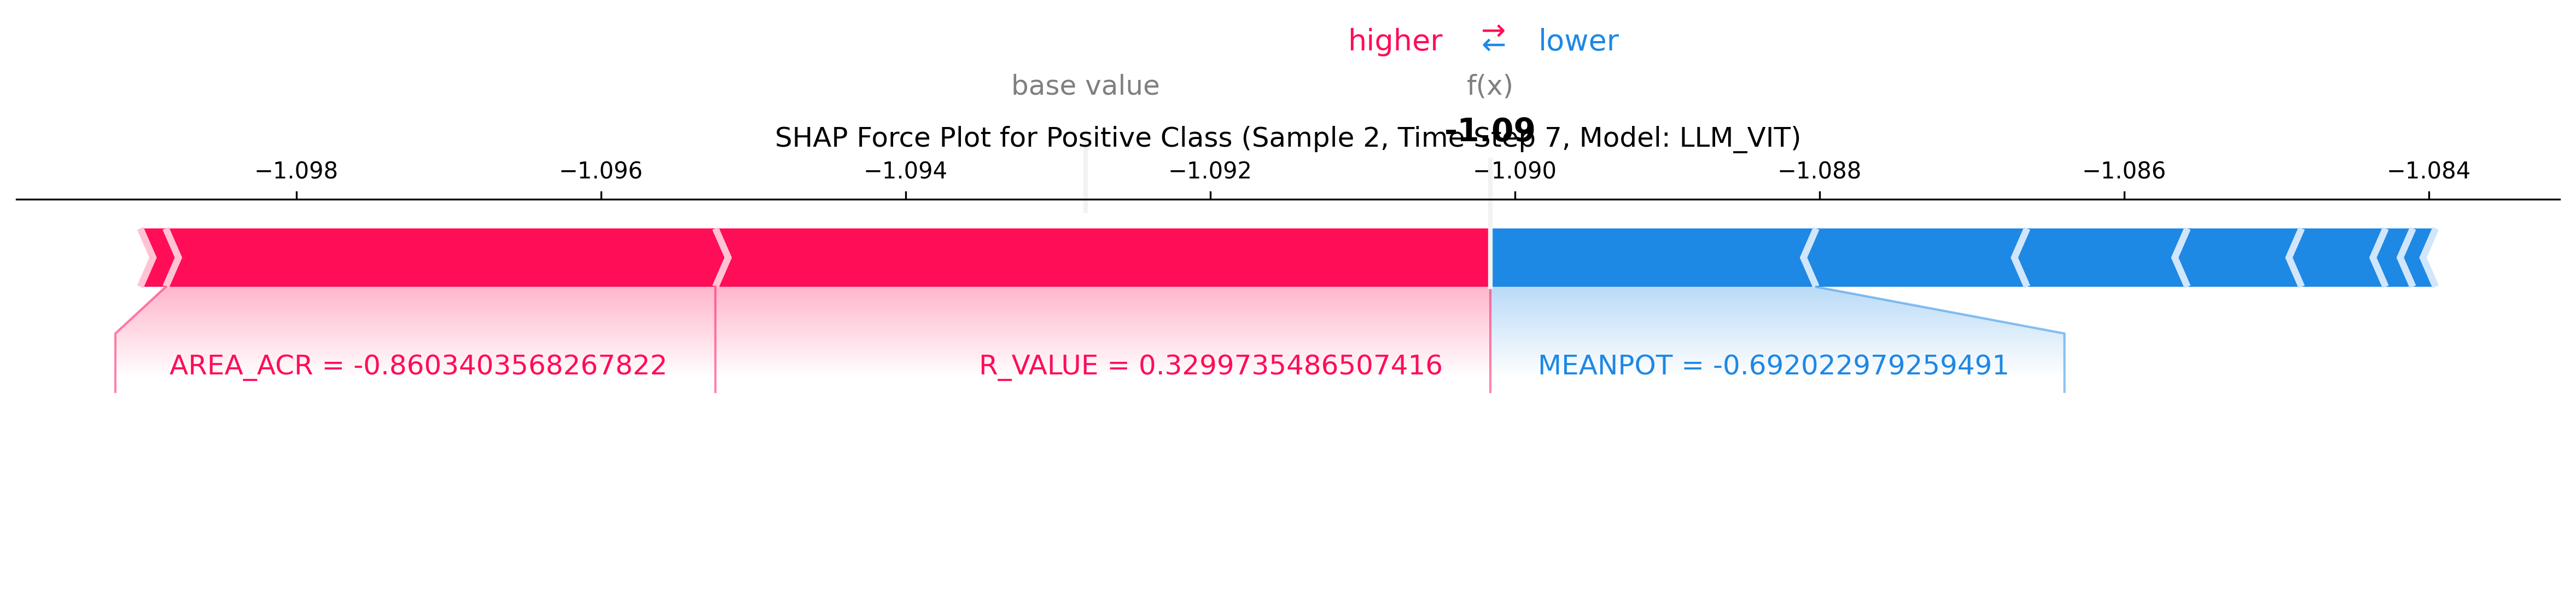 higher ⇄ lower
base value f(x)
-1.09
SHAP Force Plot for Positive Class (Sample 2, Time Step 7, Model: LLM_VIT)
−1.098 −1.096 −1.094 −1.092 −1.090 −1.088 −1.086 −1.084
AREA_ACR = -0.8603403568267822 R_VALUE = 0.3299735486507416 MEANPOT = -0.692022979259491